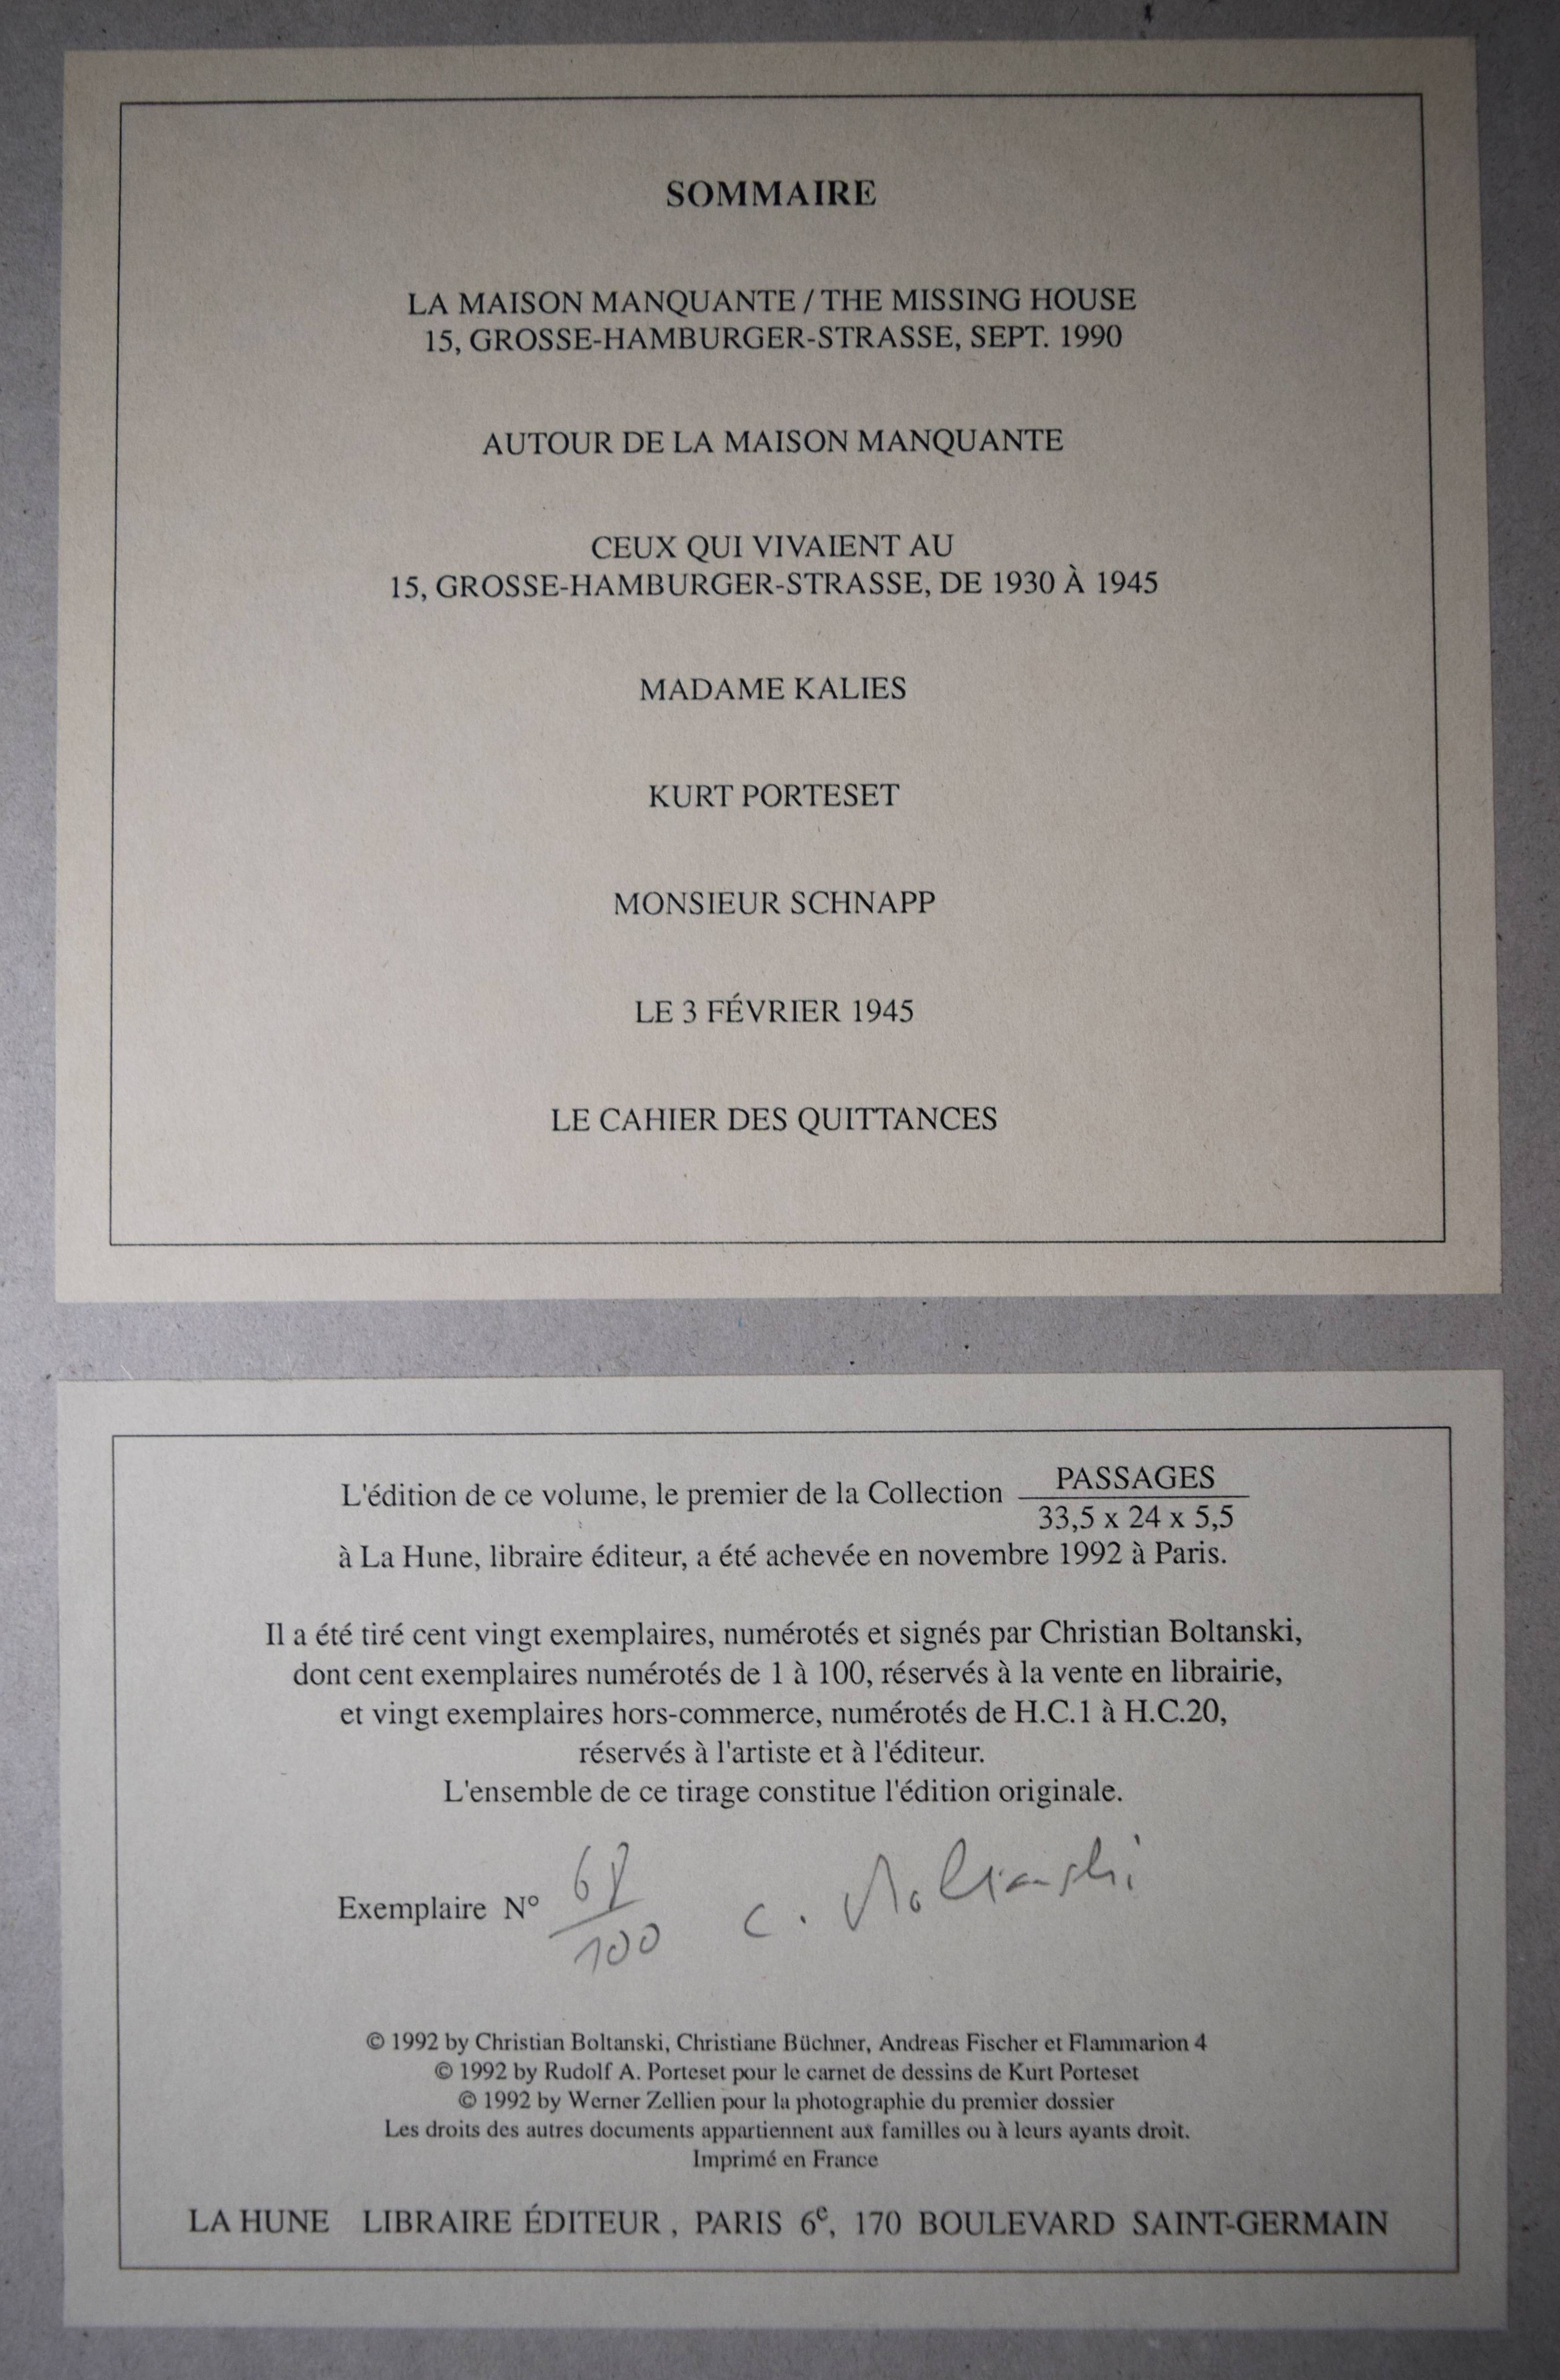 SOMMAIRE
LA MAISON MANQUANTE / THE MISSING HOUSE
15, GROSSE-HAMBURGER-STRASSE, SEPT. 1990
AUTOUR DE LA MAISON MANQUANTE
CEUX QUI VIVAIENT AU
15, GROSSE-HAMBURGER-STRASSE, DE 1930 À 1945
MADAME KALIES
KURT PORTESET
MONSIEUR SCHNAPP
LE 3 FÉVRIER 1945
LE CAHIER DES QUITTANCES
L'édition de ce volume, le premier de la Collection PASSAGES
33,5 x 24 x 5,5
à La Hune, libraire éditeur, a été achevée en novembre 1992 à Paris.
Il a été tiré cent vingt exemplaires, numérotés et signés par Christian Boltanski,
dont cent exemplaires numérotés de 1 à 100, réservés à la vente en librairie,
et vingt exemplaires hors-commerce, numérotés de H.C.1 à H.C.20,
réservés à l'artiste et à l'éditeur.
L'ensemble de ce tirage constitue l'édition originale.
Exemplaire N°
100
C. Boltanski
© 1992 by Christian Boltanski, Christiane Büchner, Andreas Fischer et Flammarion 4
© 1992 by Rudolf A. Porteset pour le carnet de dessins de Kurt Porteset
© 1992 by Werner Zellien pour la photographie du premier dossier
Les droits des autres documents appartiennent aux familles ou à leurs ayants droit.
Imprimé en France
LA HUNE LIBRAIRE ÉDITEUR, PARIS 6e, 170 BOULEVARD SAINT-GERMAIN